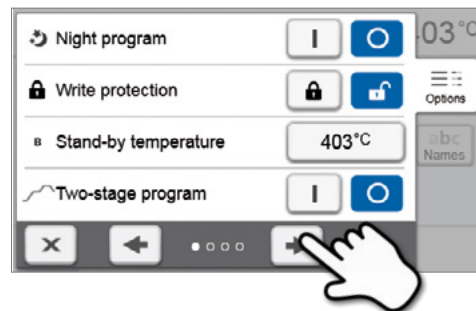 Night program I O
03°C
Write protection
Options
B Stand-by temperature 403°C
abc
Names
Two-stage program I O